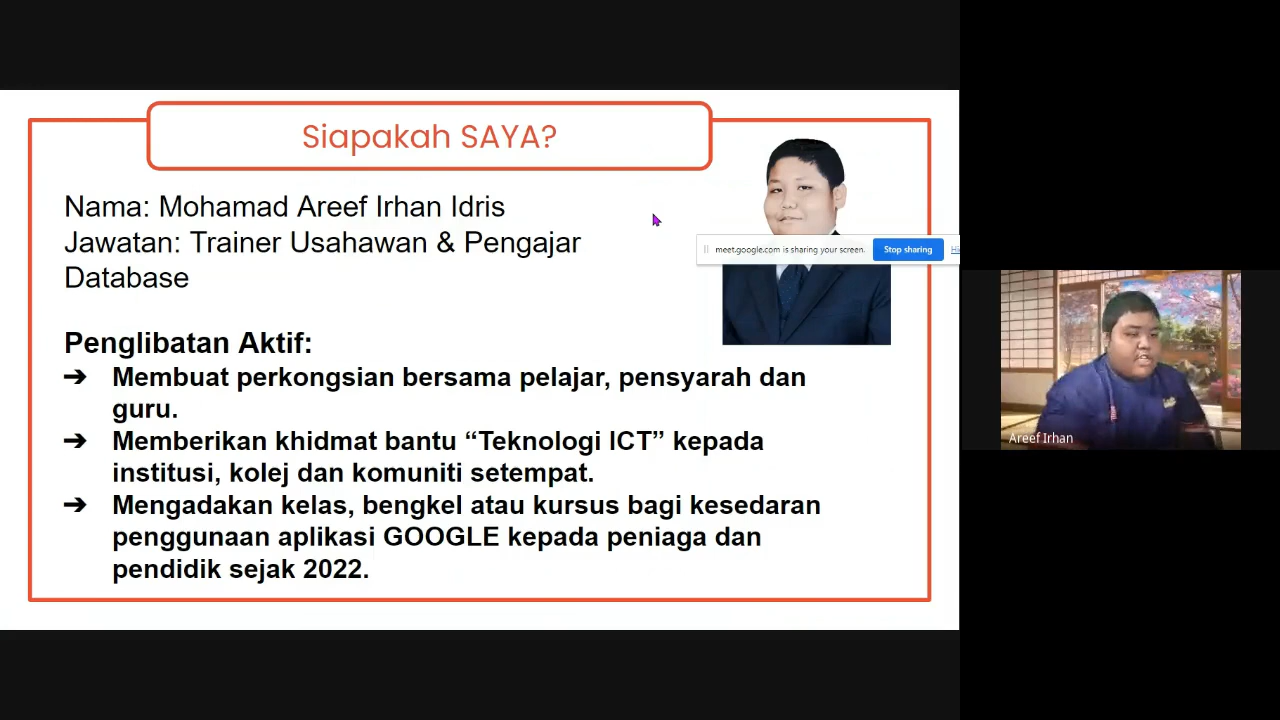 Siapakah SAYA?
Nama: Mohamad Areef Irhan Idris
Jawatan: Trainer Usahawan & Pengajar
Database
meet.google.com is sharing your screen.
Stop sharing
Penglibatan Aktif:
➔ Membuat perkongsian bersama pelajar, pensyarah dan
guru.
➔ Memberikan khidmat bantu “Teknologi ICT” kepada
institusi, kolej dan komuniti setempat.
➔ Mengadakan kelas, bengkel atau kursus bagi kesedaran
penggunaan aplikasi GOOGLE kepada peniaga dan
pendidik sejak 2022.
Areef Irhan